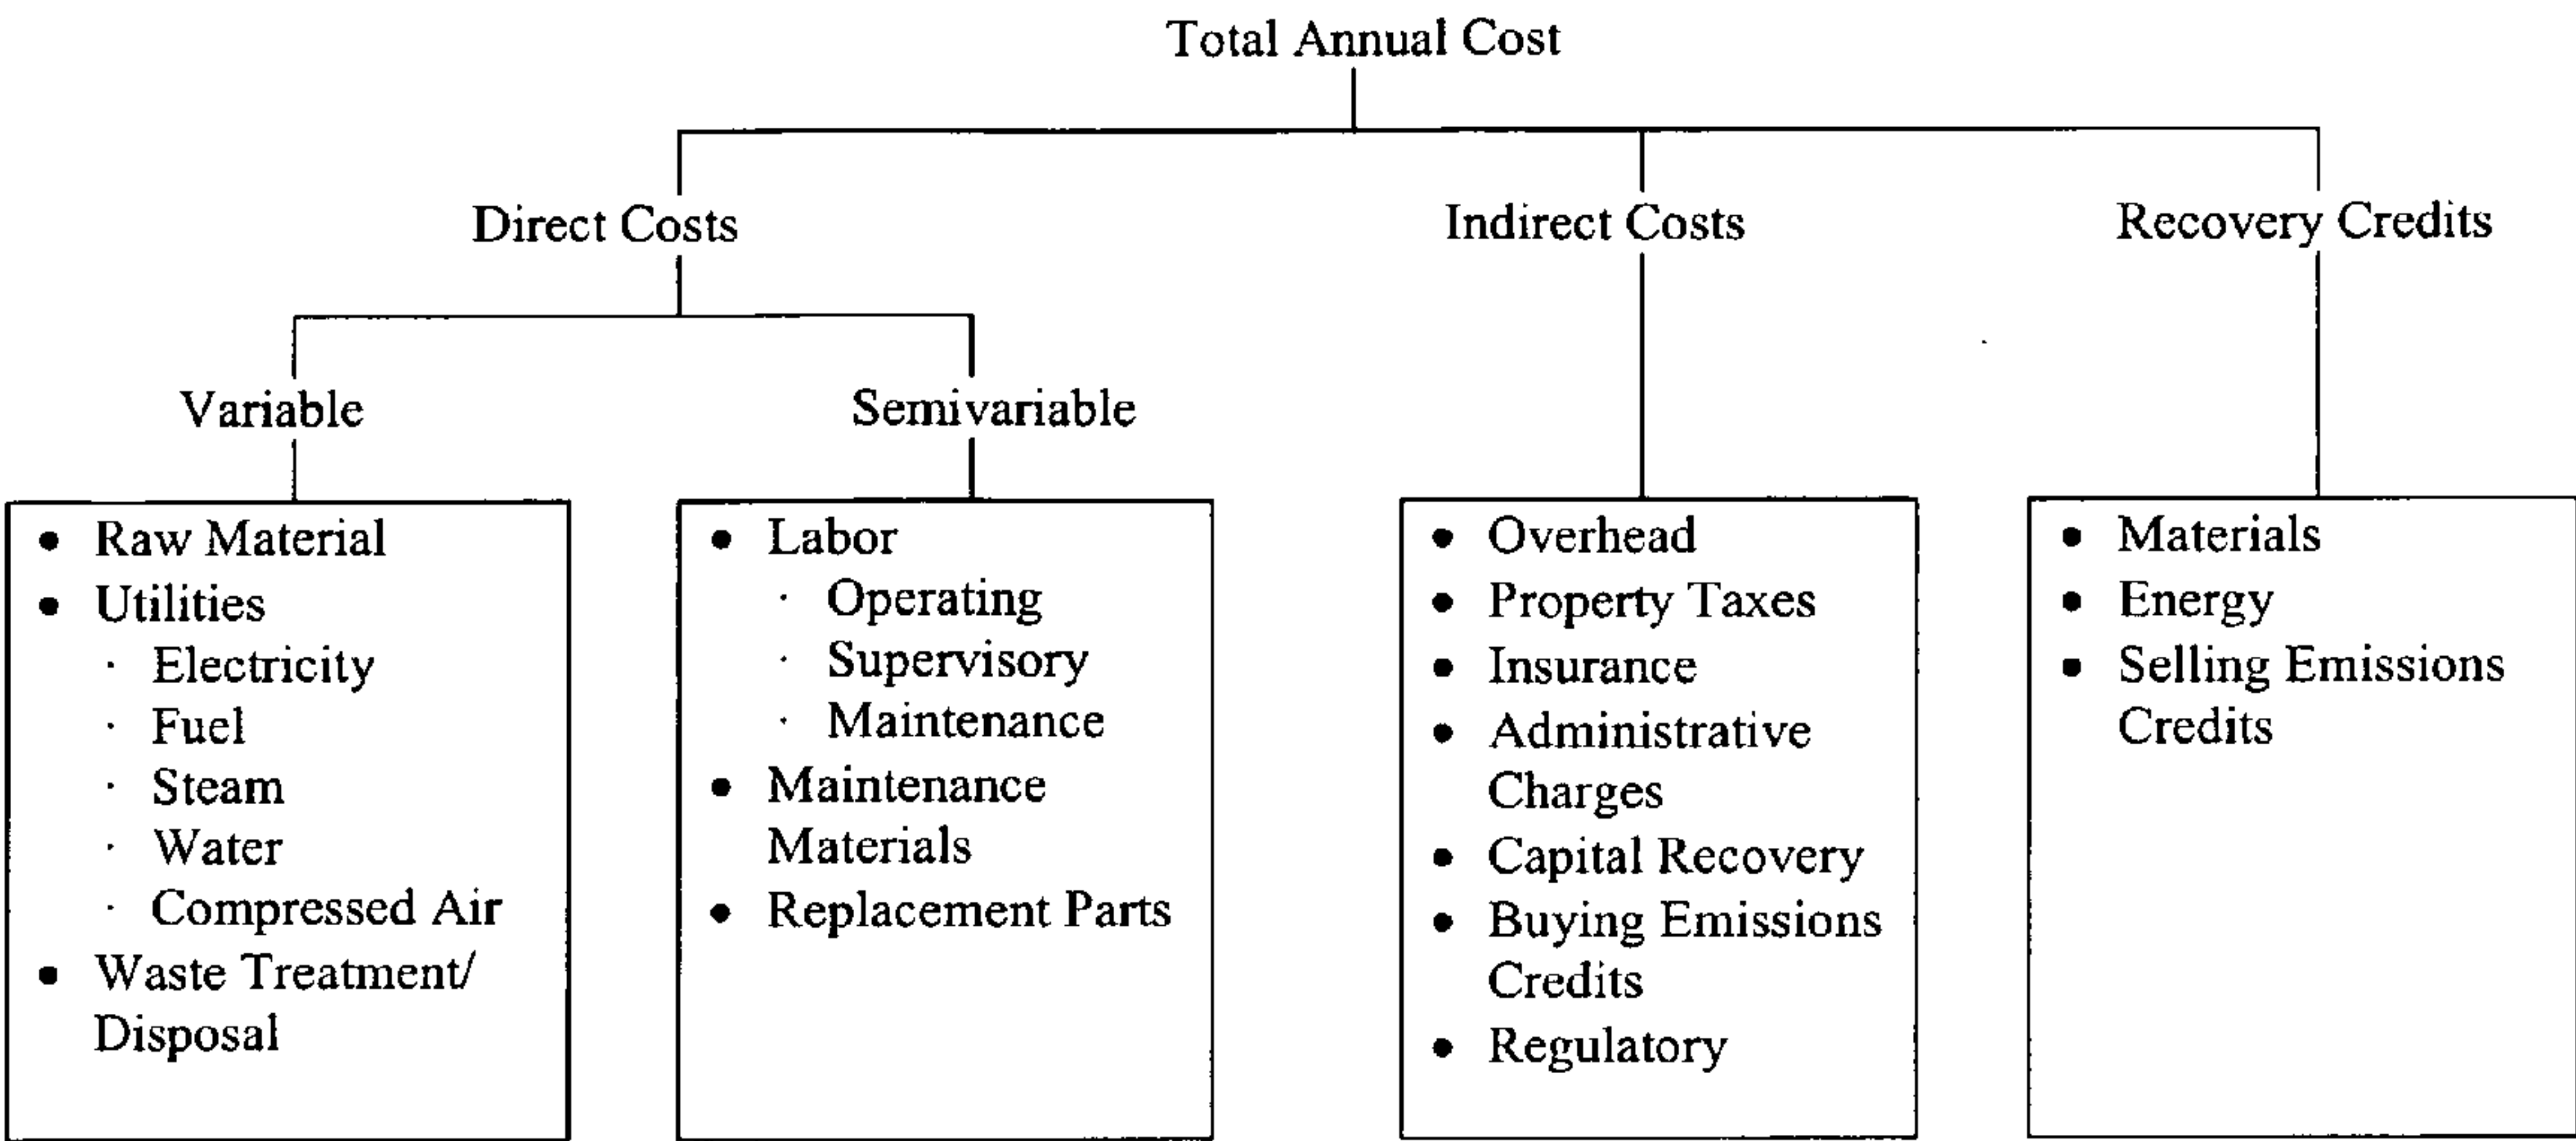 Total Annual Cost
Direct Costs
Indirect Costs
Recovery Credits
Variable
Semivariable
• Raw Material
• Utilities
· Electricity
· Fuel
· Steam
· Water
· Compressed Air
• Waste Treatment/
Disposal
• Labor
· Operating
· Supervisory
· Maintenance
• Maintenance
Materials
• Replacement Parts
• Overhead
• Property Taxes
• Insurance
• Administrative
Charges
• Capital Recovery
• Buying Emissions
Credits
• Regulatory
• Materials
• Energy
• Selling Emissions
Credits